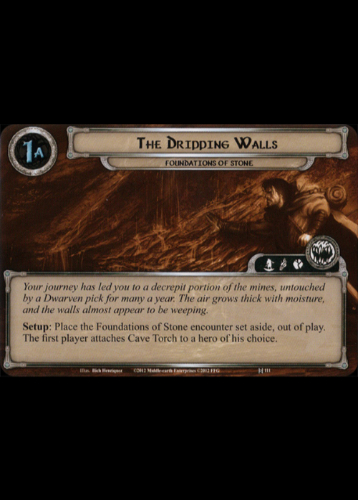 1A
THE DRIPPING WALLS
FOUNDATIONS OF STONE
Your journey has led you to a decrepit portion of the mines, untouched
by a Dwarven pick for many a year. The air grows thick with moisture,
and the walls almost appear to be weeping.
Setup: Place the Foundations of Stone encounter set aside, out of play.
The first player attaches Cave Torch to a hero of his choice.
©2012 Middle-earth Enterprises ©2012 FFG